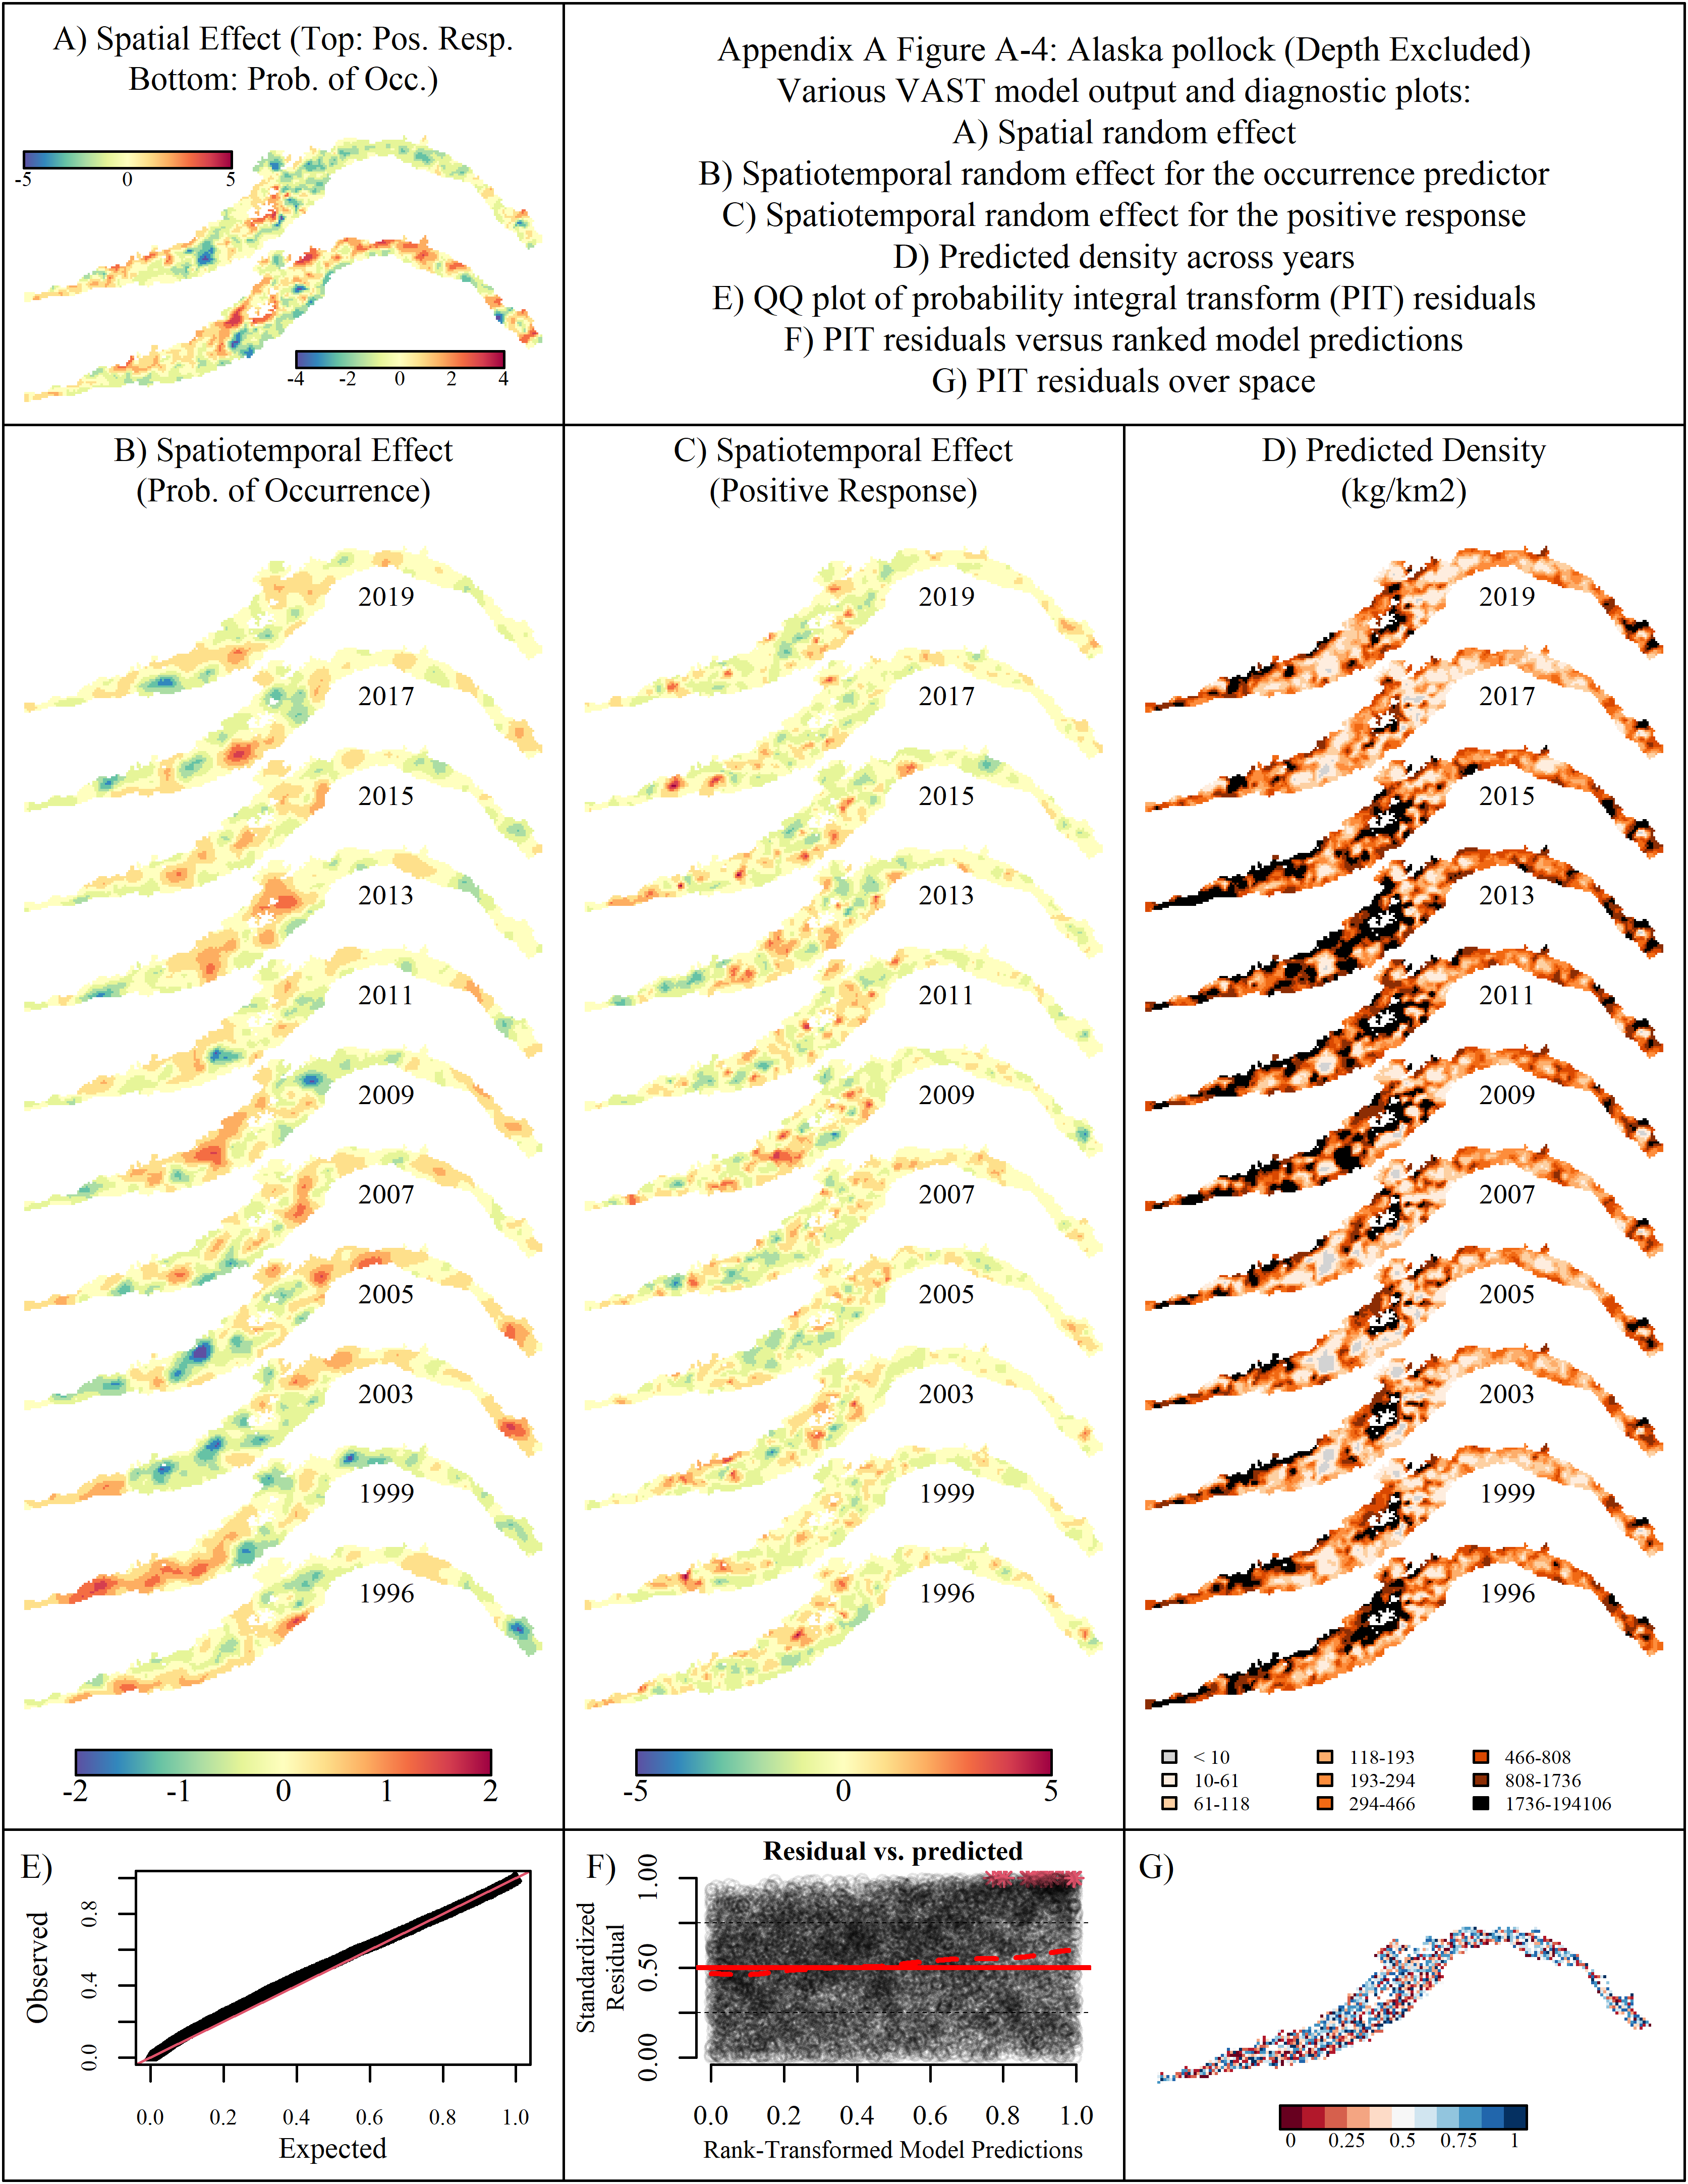 A) Spatial Effect (Top: Pos. Resp.
Bottom: Prob. of Occ.)
-5 0 5
-4 -2 0 2 4
Appendix A Figure A-4: Alaska pollock (Depth Excluded)
Various VAST model output and diagnostic plots:
A) Spatial random effect
B) Spatiotemporal random effect for the occurrence predictor
C) Spatiotemporal random effect for the positive response
D) Predicted density across years
E) QQ plot of probability integral transform (PIT) residuals
F) PIT residuals versus ranked model predictions
G) PIT residuals over space
B) Spatiotemporal Effect
(Prob. of Occurrence)
2019
2017
2015
2013
2011
2009
2007
2005
2003
1999
1996
-2 -1 0 1 2
C) Spatiotemporal Effect
(Positive Response)
2019
2017
2015
2013
2011
2009
2007
2005
2003
1999
1996
-5 0 5
D) Predicted Density
(kg/km2)
2019
2017
2015
2013
2011
2009
2007
2005
2003
1999
1996
< 10 118-193 466-808
10-61 193-294 808-1736
61-118 294-466 1736-194106
E)
Observed
0.8
0.4
0.0
0.0 0.2 0.4 0.6 0.8 1.0
Expected
F)
Residual vs. predicted
Standardized
Residual
1.00
0.50
0.00
0.0 0.2 0.4 0.6 0.8 1.0
Rank-Transformed Model Predictions
G)
0 0.25 0.5 0.75 1